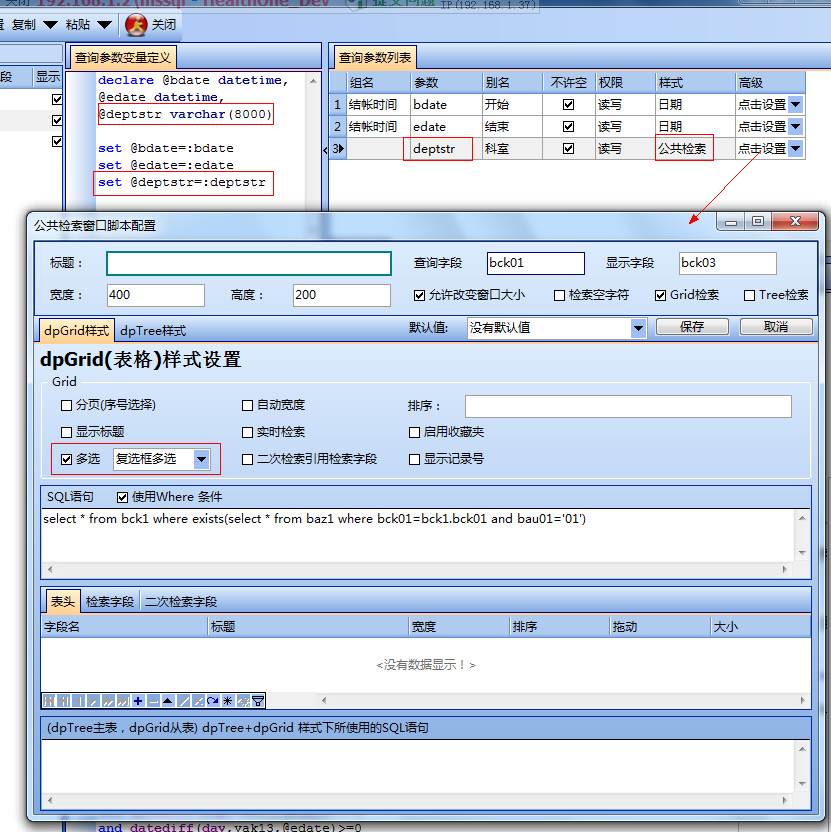 关闭 192.168.1.2\mssql - HealthOne_Dev 提交问题 IP(192.168.1.37)
置 复制 粘贴 关闭
查询参数变量定义
查询参数列表
段 显示
declare @bdate datetime,
@edate datetime,
@deptstr varchar(8000)
set @bdate=:bdate
set @edate=:edate
set @deptstr=:deptstr
组名 参数 别名 不许空 权限 样式 高级
1 结帐时间 bdate 开始 读写 日期 点击设置
2 结帐时间 edate 结束 读写 日期 点击设置
3 deptstr 科室 读写 公共检索 点击设置
公共检索窗口脚本配置
标题： 查询字段 bck01 显示字段 bck03
宽度： 400 高度： 200 允许改变窗口大小 检索空字符 Grid检索 Tree检索
dpGrid样式 dpTree样式 默认值: 没有默认值 保存 取消
dpGrid(表格)样式设置
Grid
分页(序号选择) 自动宽度 排序：
显示标题 实时检索 启用收藏夹
多选 复选框多选 二次检索引用检索字段 显示记录号
SQL语句 使用Where 条件
select * from bck1 where exists(select * from baz1 where bck01=bck1.bck01 and bau01='01')
表头 检索字段 二次检索字段
字段名 标题 宽度 排序 拖动 大小
<没有数据显示！>
(dpTree主表，dpGrid从表) dpTree+dpGrid 样式下所使用的SQL语句
and datediff(day,vak13,@edate)>=0